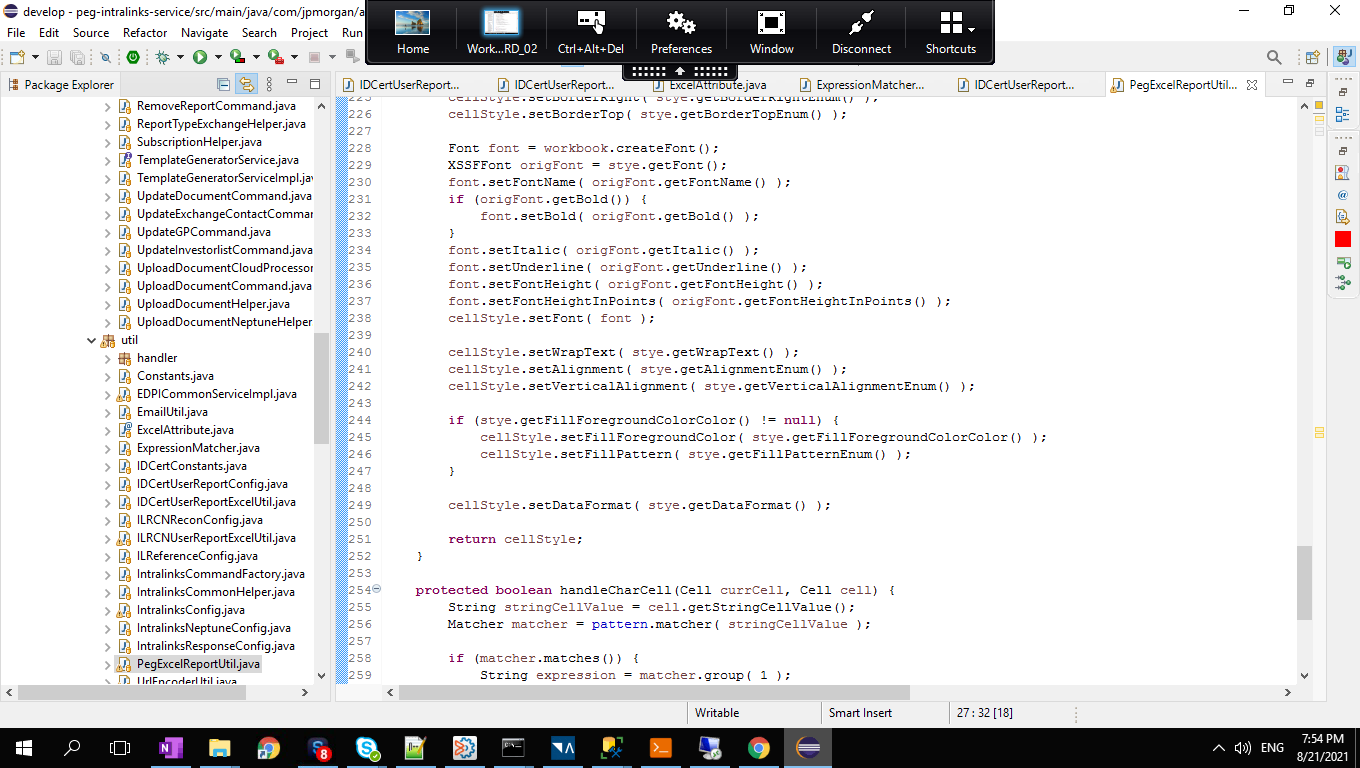 develop - peg-intralinks-service/src/main/java/com/jpmorgan/a
File Edit Source Refactor Navigate Search Project Run
Home
Work...RD_02
Ctrl+Alt+Del
Preferences
Window
Disconnect
Shortcuts
Package Explorer
IDCertUserReport...
IDCertUserReport...
ExcelAttribute.java
ExpressionMatcher...
IDCertUserReport...
PegExcelReportUtil...
RemoveReportCommand.java
ReportTypeExchangeHelper.java
SubscriptionHelper.java
TemplateGeneratorService.java
TemplateGeneratorServiceImpl.jav
UpdateDocumentCommand.java
UpdateExchangeContactCommar
UpdateGPCommand.java
UpdateInvestorlistCommand.java
UploadDocumentCloudProcessor
UploadDocumentCommand.java
UploadDocumentHelper.java
UploadDocumentNeptuneHelper
util
handler
Constants.java
EDPICommonServiceImpl.java
EmailUtil.java
ExcelAttribute.java
ExpressionMatcher.java
IDCertConstants.java
IDCertUserReportConfig.java
IDCertUserReportExcelUtil.java
ILRCNReconConfig.java
ILRCNUserReportExcelUtil.java
ILReferenceConfig.java
IntralinksCommandFactory.java
IntralinksCommonHelper.java
IntralinksConfig.java
IntralinksNeptuneConfig.java
IntralinksResponseConfig.java
PegExcelReportUtil.java
UrlEncoderUtil.java
225 cellStyle.setBorderRight( stye.getBorderRightEnum() );
226 cellStyle.setBorderTop( stye.getBorderTopEnum() );
227
228 Font font = workbook.createFont();
229 XSSFFont origFont = stye.getFont();
230 font.setFontName( origFont.getFontName() );
231 if (origFont.getBold()) {
232 font.setBold( origFont.getBold() );
233 }
234 font.setItalic( origFont.getItalic() );
235 font.setUnderline( origFont.getUnderline() );
236 font.setFontHeight( origFont.getFontHeight() );
237 font.setFontHeightInPoints( origFont.getFontHeightInPoints() );
238 cellStyle.setFont( font );
239
240 cellStyle.setWrapText( stye.getWrapText() );
241 cellStyle.setAlignment( stye.getAlignmentEnum() );
242 cellStyle.setVerticalAlignment( stye.getVerticalAlignmentEnum() );
243
244 if (stye.getFillForegroundColorColor() != null) {
245 cellStyle.setFillForegroundColor( stye.getFillForegroundColorColor() );
246 cellStyle.setFillPattern( stye.getFillPatternEnum() );
247 }
248
249 cellStyle.setDataFormat( stye.getDataFormat() );
250
251 return cellStyle;
252 }
253
254 protected boolean handleCharCell(Cell currCell, Cell cell) {
255 String stringCellValue = cell.getStringCellValue();
256 Matcher matcher = pattern.matcher( stringCellValue );
257
258 if (matcher.matches()) {
259 String expression = matcher.group( 1 );
Writable
Smart Insert
27 : 32 [18]
8
ENG
7:54 PM
8/21/2021